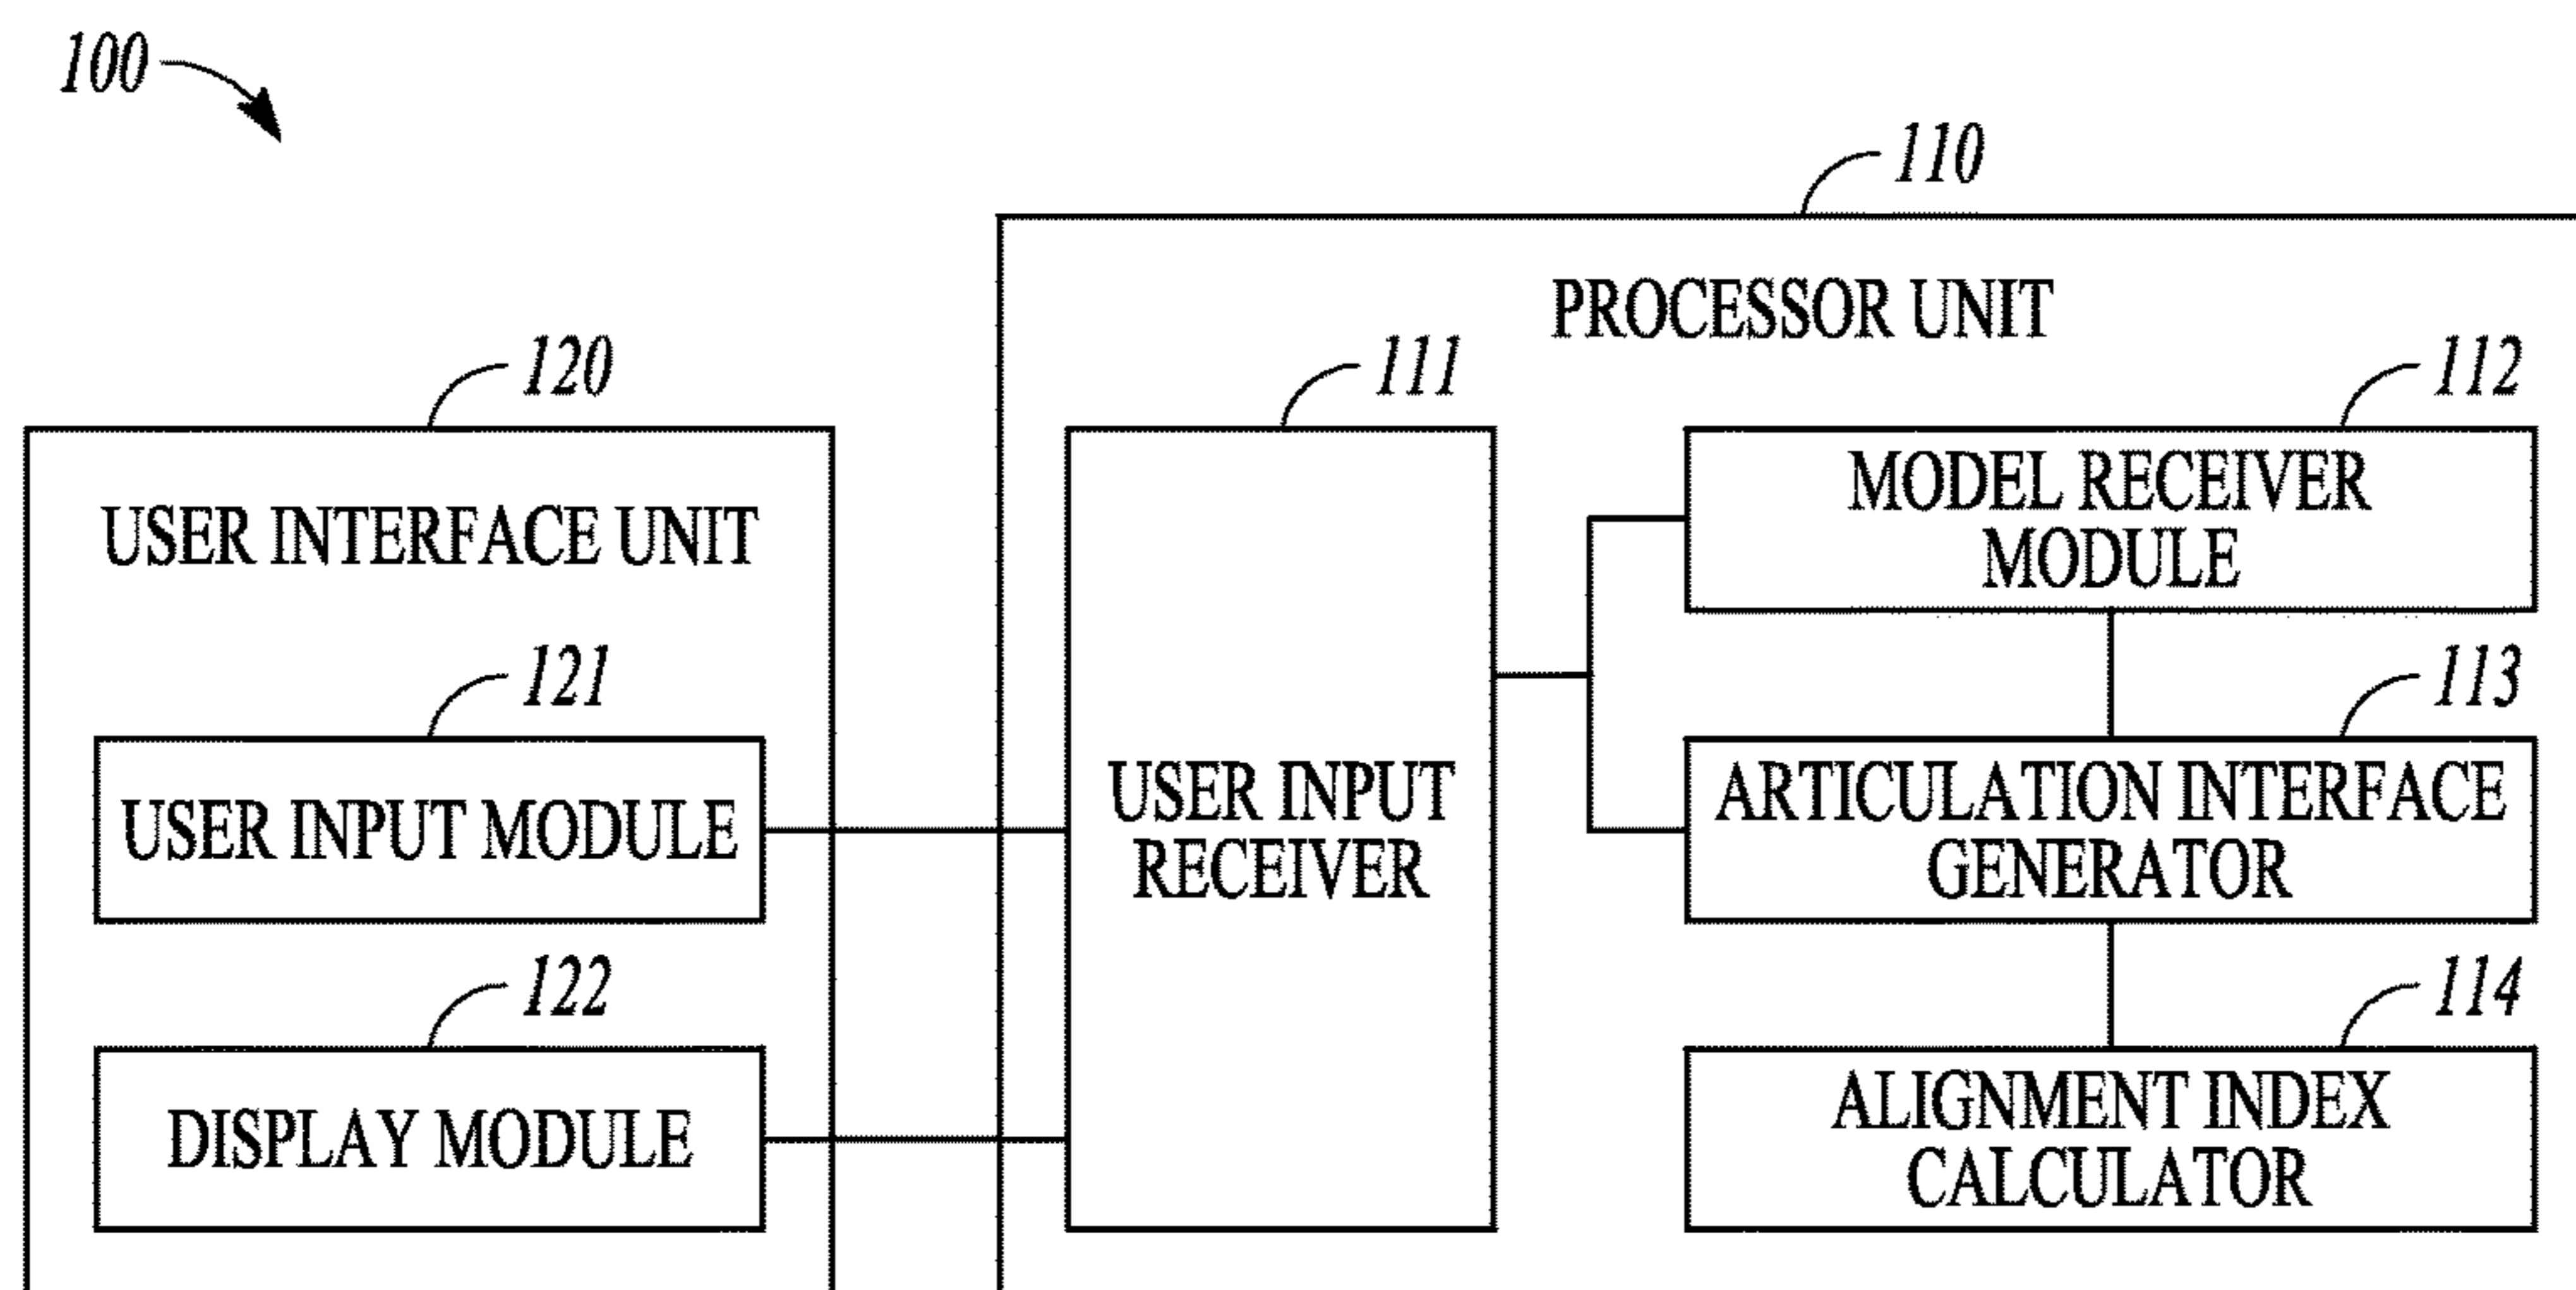 100
110
PROCESSOR UNIT
120
111
112
USER INTERFACE UNIT
MODEL RECEIVER
MODULE
121
113
USER INPUT MODULE
USER INPUT
RECEIVER
ARTICULATION INTERFACE
GENERATOR
122
114
DISPLAY MODULE
ALIGNMENT INDEX
CALCULATOR